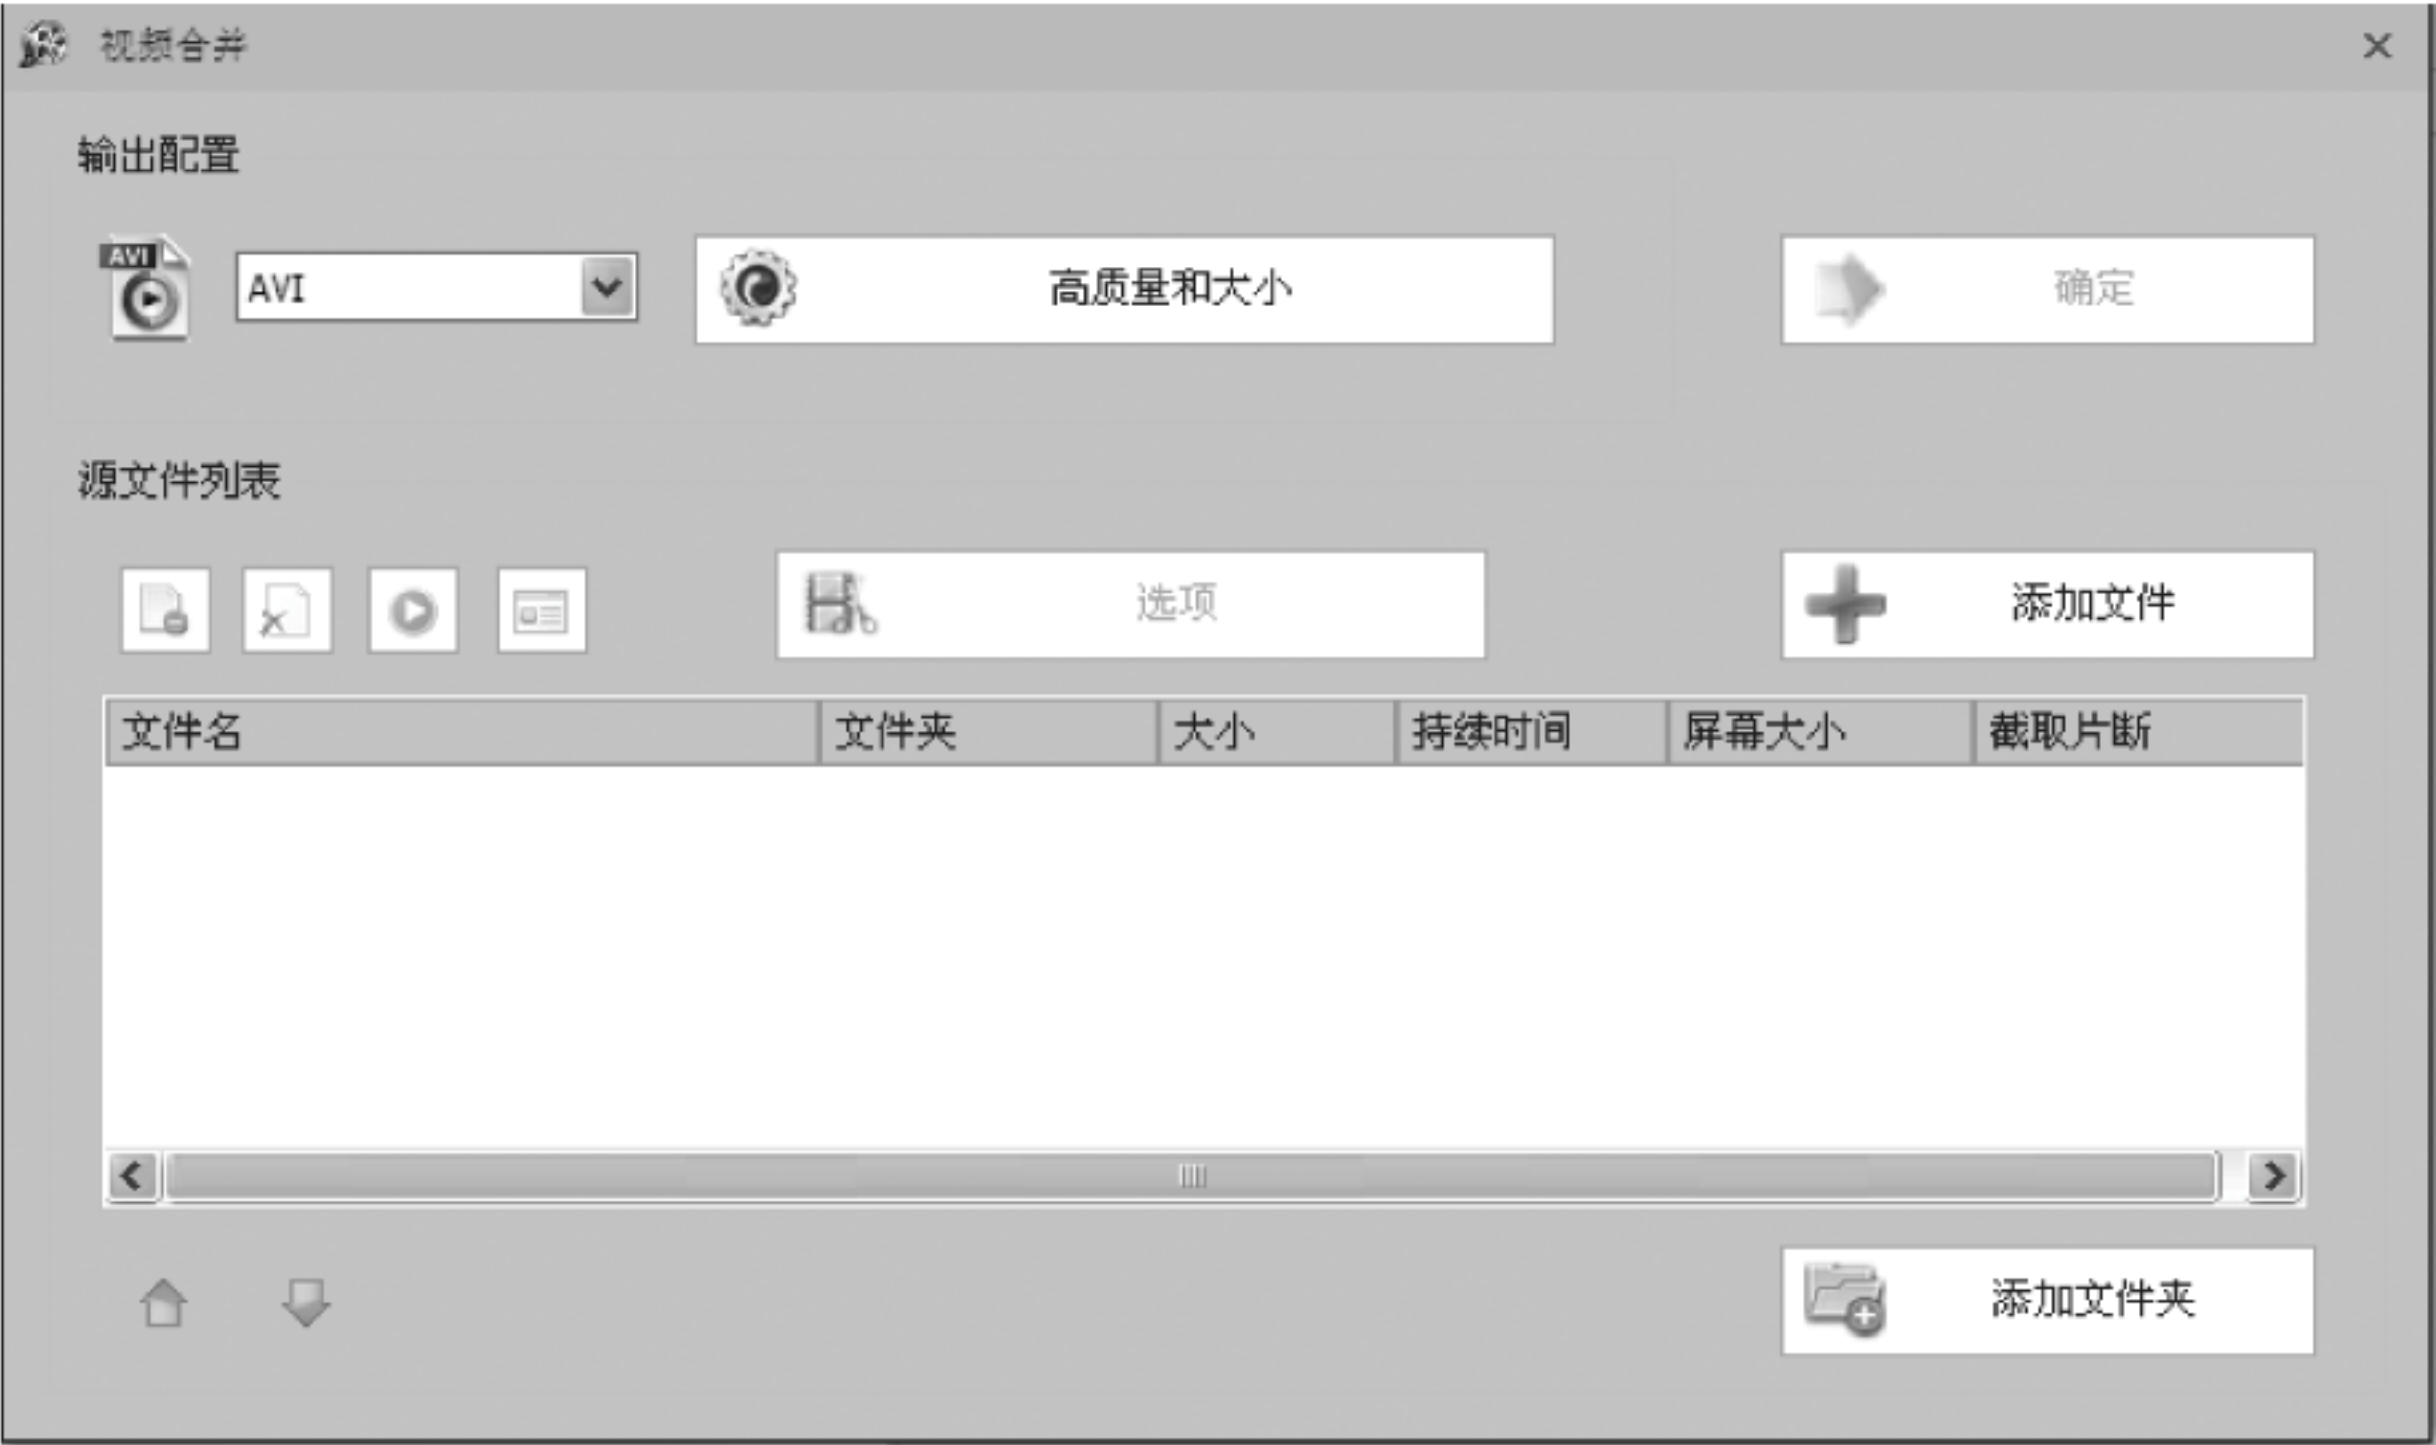 视频合并
输出配置
AVI
AVI
高质量和大小
确定
源文件列表
选项
添加文件
文件名 文件夹 大小 持续时间 屏幕大小 截取片断
添加文件夹